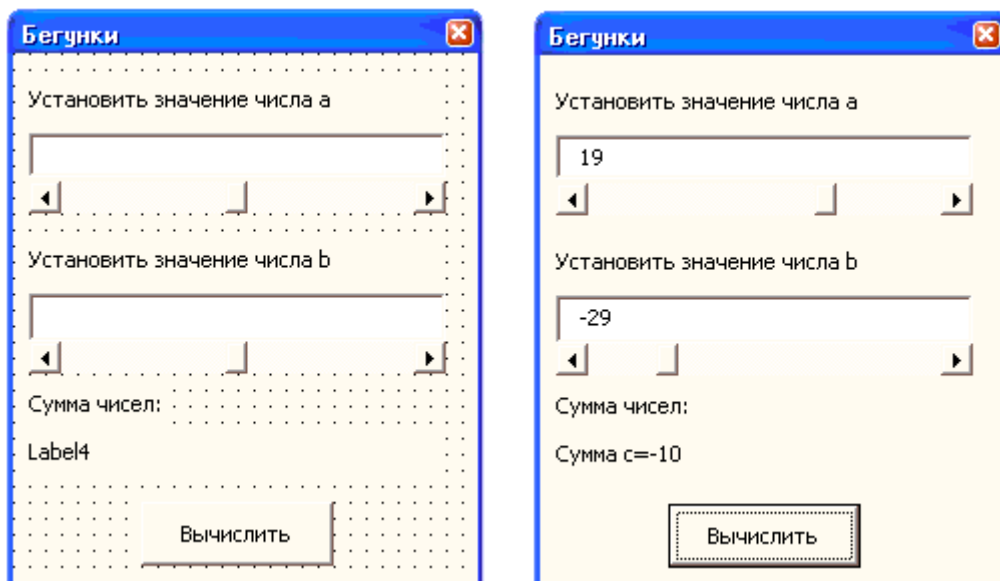 Бегунки
Установить значение числа a
Установить значение числа b
Сумма чисел:
Label4
Вычислить
Бегунки
Установить значение числа a
19
Установить значение числа b
-29
Сумма чисел:
Сумма c=-10
Вычислить